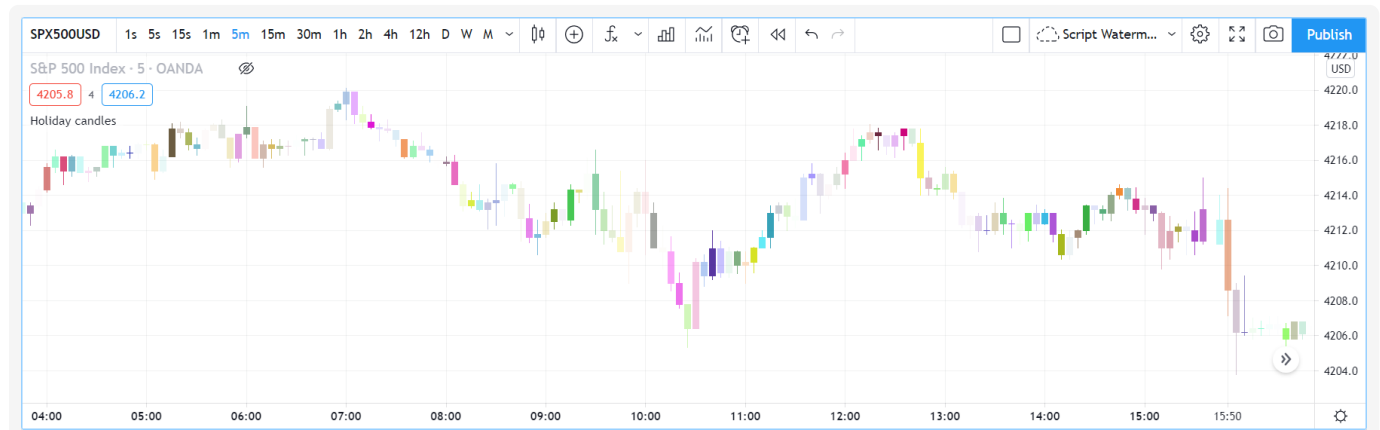 SPX500USD 1s 5s 15s 1m 5m 15m 30m 1h 2h 4h 12h D W M Script Waterm... Publish
S&P 500 Index · 5 · OANDA
4205.8 4 4206.2
Holiday candles
4222.0
USD
4220.0
4218.0
4216.0
4214.0
4212.0
4210.0
4208.0
4206.0
4204.0
04:00 05:00 06:00 07:00 08:00 09:00 10:00 11:00 12:00 13:00 14:00 15:00 15:50